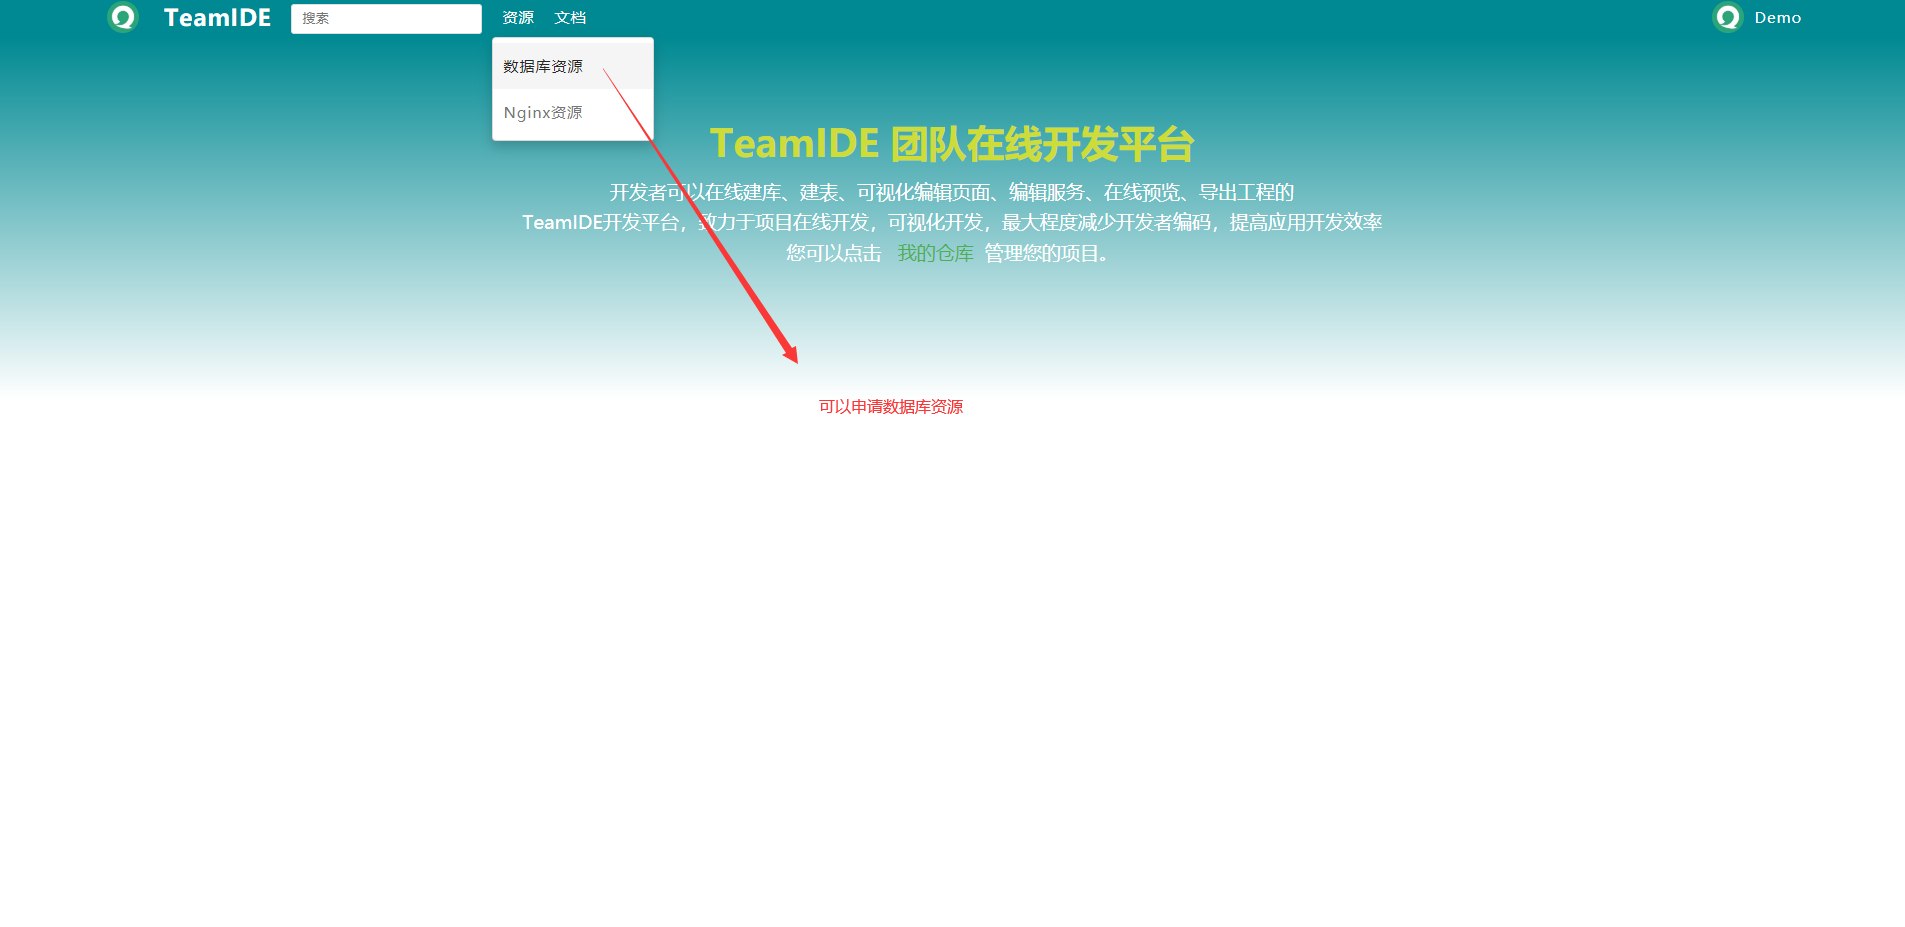 TeamIDE
搜索
资源
文档
Demo
数据库资源
Nginx资源
TeamIDE 团队在线开发平台
开发者可以在线建库、建表、可视化编辑页面、编辑服务、在线预览、导出工程的
TeamIDE开发平台，致力于项目在线开发，可视化开发，最大程度减少开发者编码，提高应用开发效率
您可以点击 我的仓库 管理您的项目。
可以申请数据库资源